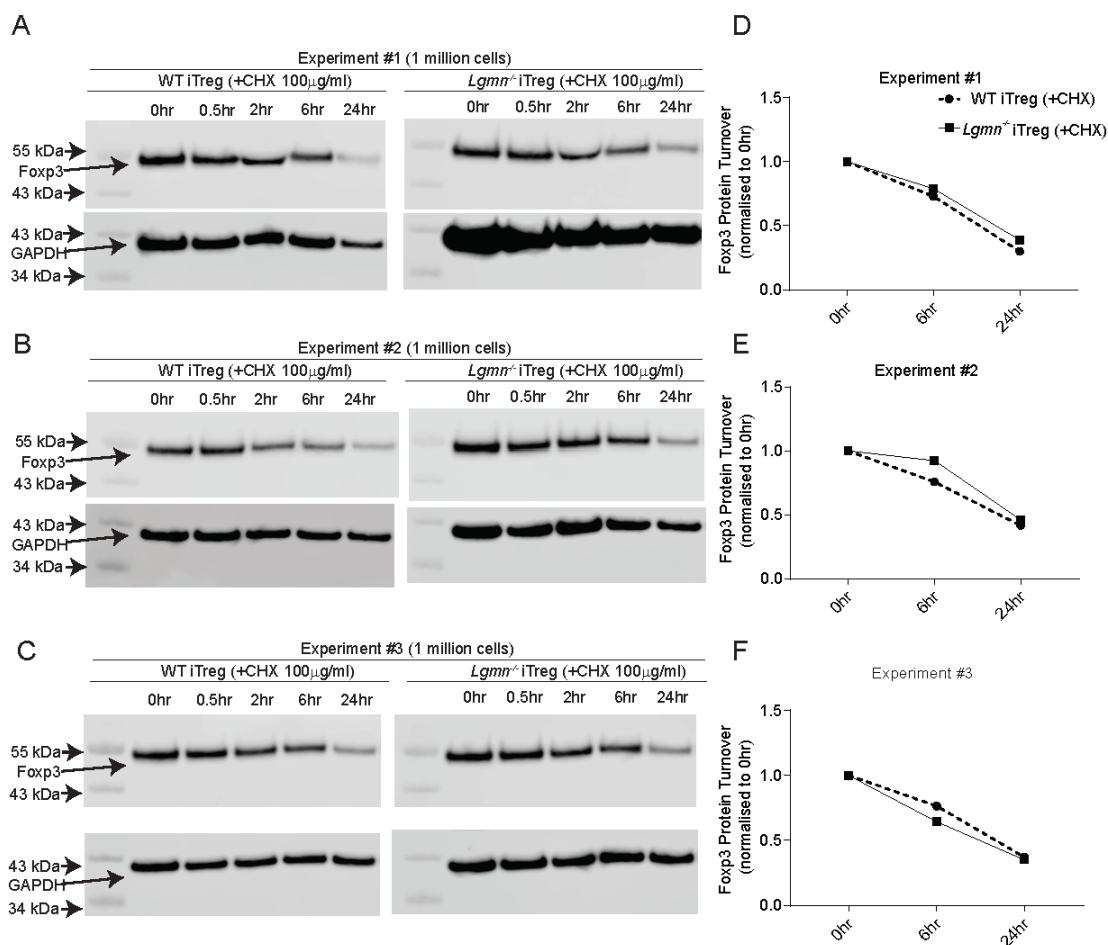 A
Experiment #1 (1 million cells)
WT iTreg (+CHX 100µg/ml)
Lgmn-/- iTreg (+CHX 100µg/ml)
0hr 0.5hr 2hr 6hr 24hr
0hr 0.5hr 2hr 6hr 24hr
55 kDa
Foxp3
43 kDa
43 kDa
GAPDH
34 kDa
B
Experiment #2 (1 million cells)
WT iTreg (+CHX 100µg/ml)
Lgmn-/- iTreg (+CHX 100µg/ml)
0hr 0.5hr 2hr 6hr 24hr
0hr 0.5hr 2hr 6hr 24hr
55 kDa
Foxp3
43 kDa
43 kDa
GAPDH
34 kDa
C
Experiment #3 (1 million cells)
WT iTreg (+CHX 100µg/ml)
Lgmn-/- iTreg (+CHX 100µg/ml)
0hr 0.5hr 2hr 6hr 24hr
0hr 0.5hr 2hr 6hr 24hr
55 kDa
Foxp3
43 kDa
43 kDa
GAPDH
34 kDa
D
Experiment #1
WT iTreg (+CHX)
Lgmn-/- iTreg (+CHX)
Foxp3 Protein Turnover
(normalised to 0hr)
1.5
1.0
0.5
0.0
0hr 6hr 24hr
E
Experiment #2
Foxp3 Protein Turnover
(normalised to 0hr)
1.5
1.0
0.5
0.0
0hr 6hr 24hr
F
Experiment #3
Foxp3 Protein Turnover
(normalised to 0hr)
1.5
1.0
0.5
0.0
0hr 6hr 24hr